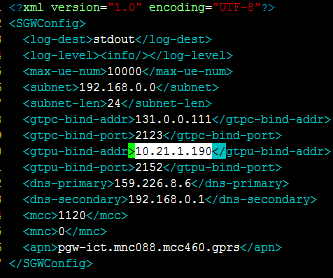 <?xml version="1.0" encoding="UTF-8"?>
<SGWConfig>
<log-dest>stdout</log-dest>
<log-level><info/></log-level>
<max-ue-num>10000</max-ue-num>
<subnet>192.168.0.0</subnet>
<subnet-len>24</subnet-len>
<gtpc-bind-addr>131.0.0.111</gtpc-bind-addr>
<gtpc-bind-port>2123</gtpc-bind-port>
<gtpu-bind-addr>10.21.1.190</gtpu-bind-addr>
<gtpu-bind-port>2152</gtpu-bind-port>
<dns-primary>159.226.8.6</dns-primary>
<dns-secondary>192.168.0.1</dns-secondary>
<mcc>1120</mcc>
<mnc>0</mnc>
<apn>pgw-ict.mnc088.mcc460.gprs</apn>
</SGWConfig>